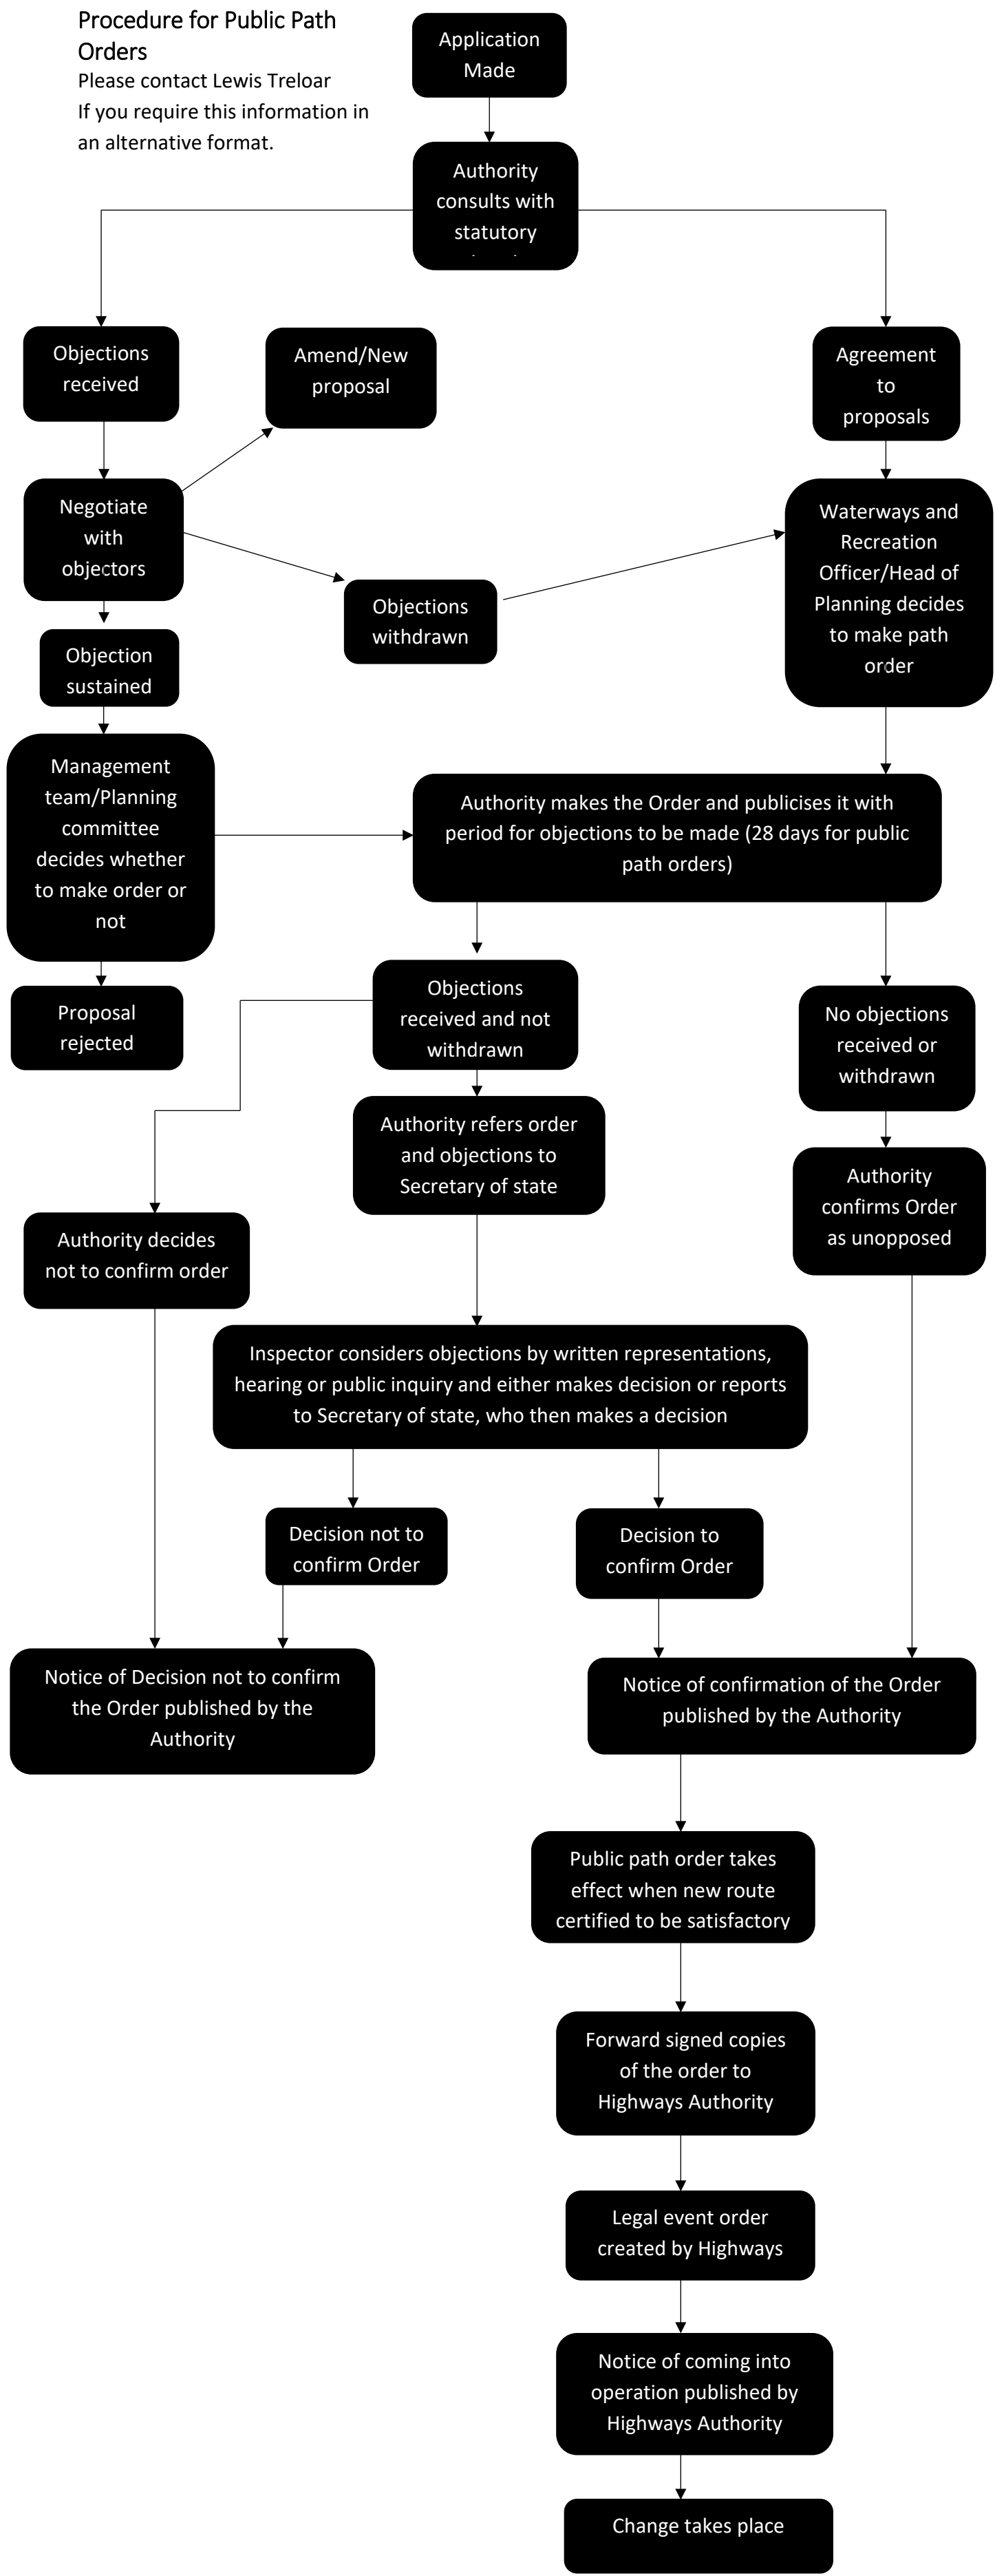 Procedure for Public Path
Orders
Please contact Lewis Treloar
If you require this information in
an alternative format.
Application
Made
Authority
consults with
statutory
Objections
received
Amend/New
proposal
Agreement
to
proposals
Negotiate
with
objectors
Waterways and
Recreation
Officer/Head of
Planning decides
to make path
order
Objections
withdrawn
Objection
sustained
Management
team/Planning
committee
decides whether
to make order or
not
Authority makes the Order and publicises it with
period for objections to be made (28 days for public
path orders)
Proposal
rejected
Objections
received and not
withdrawn
No objections
received or
withdrawn
Authority refers order
and objections to
Secretary of state
Authority
confirms Order
as unopposed
Authority decides
not to confirm order
Inspector considers objections by written representations,
hearing or public inquiry and either makes decision or reports
to Secretary of state, who then makes a decision
Decision not to
confirm Order
Decision to
confirm Order
Notice of Decision not to confirm
the Order published by the
Authority
Notice of confirmation of the Order
published by the Authority
Public path order takes
effect when new route
certified to be satisfactory
Forward signed copies
of the order to
Highways Authority
Legal event order
created by Highways
Notice of coming into
operation published by
Highways Authority
Change takes place